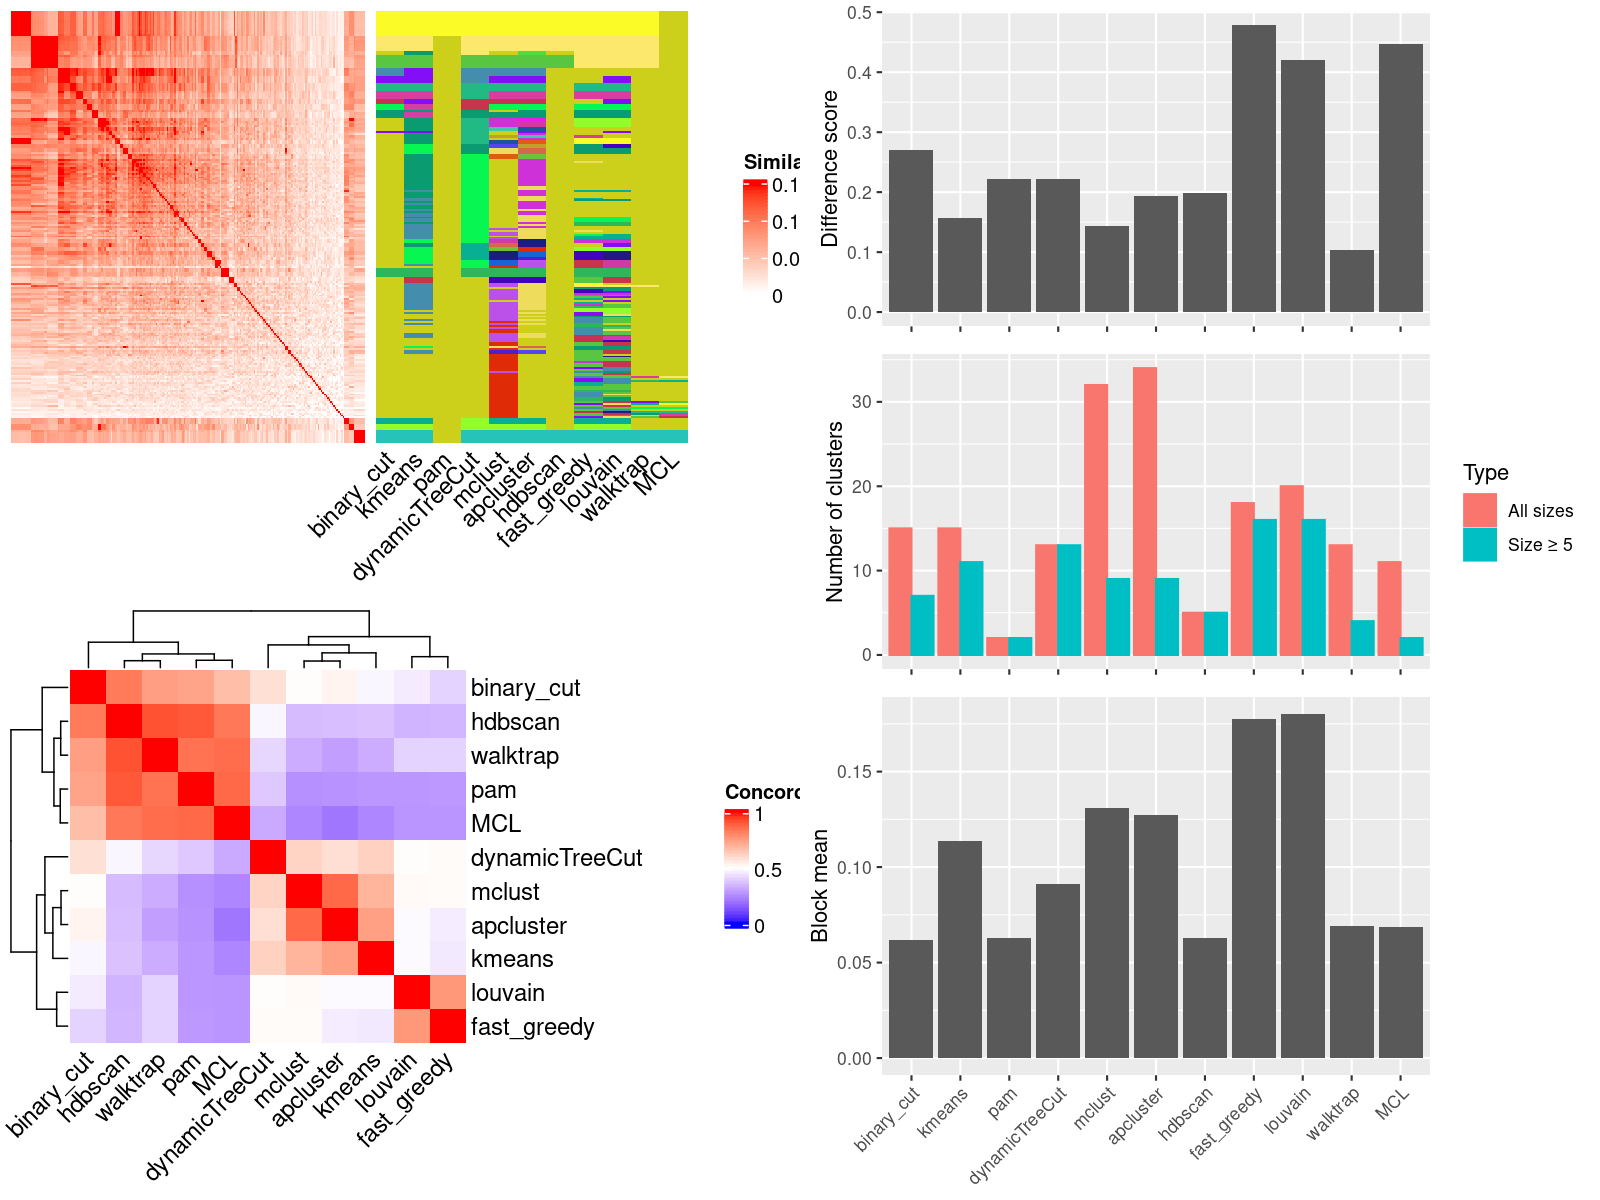 Simila
0.1
0.1
0.0
0
binary_cut
kmeans
pam
dynamicTreeCut
mclust
apcluster
hdbscan
fast_greedy
louvain
walktrap
MCL
binary_cut
hdbscan
walktrap
pam
MCL
dynamicTreeCut
mclust
apcluster
kmeans
louvain
fast_greedy
binary_cut
hdbscan
walktrap
pam
MCL
dynamicTreeCut
mclust
apcluster
kmeans
louvain
fast_greedy
Concord
1
0.5
0
Difference score
0.5
0.4
0.3
0.2
0.1
0.0
Number of clusters
30
20
10
0
Type
All sizes
Size ≥ 5
Block mean
0.15
0.10
0.05
0.00
binary_cut
kmeans
pam
dynamicTreeCut
mclust
apcluster
hdbscan
fast_greedy
louvain
walktrap
MCL